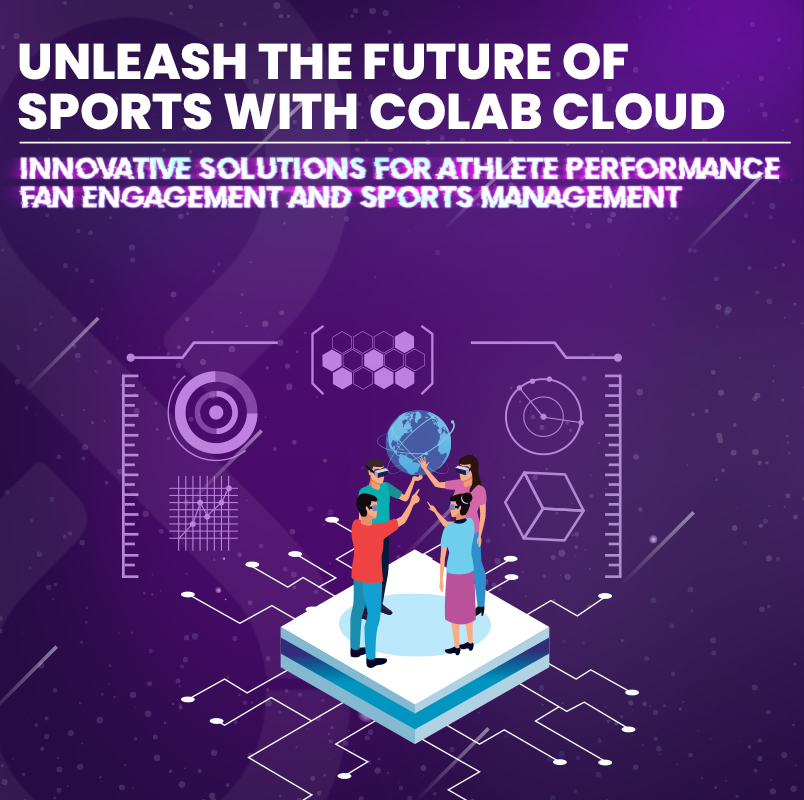 UNLEASH THE FUTURE OF
SPORTS WITH COLAB CLOUD
INNOVATIVE SOLUTIONS FOR ATHLETE PERFORMANCE
FAN ENGAGEMENT AND SPORTS MANAGEMENT